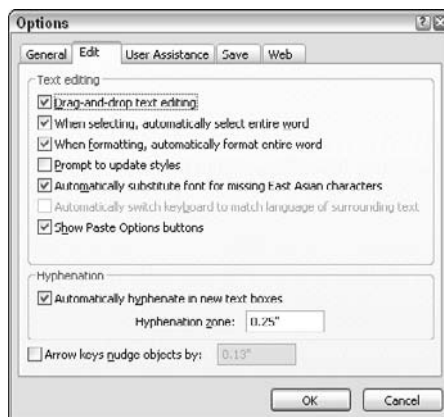 Options
General Edit User Assistance Save Web
Text editing
Drag-and-drop text editing
When selecting, automatically select entire word
When formatting, automatically format entire word
Prompt to update styles
Automatically substitute font for missing East Asian characters
Automatically switch keyboard to match language of surrounding text
Show Paste Options buttons
Hyphenation
Automatically hyphenate in new text boxes
Hyphenation zone: 0.25"
Arrow keys nudge objects by: 0.13"
OK Cancel